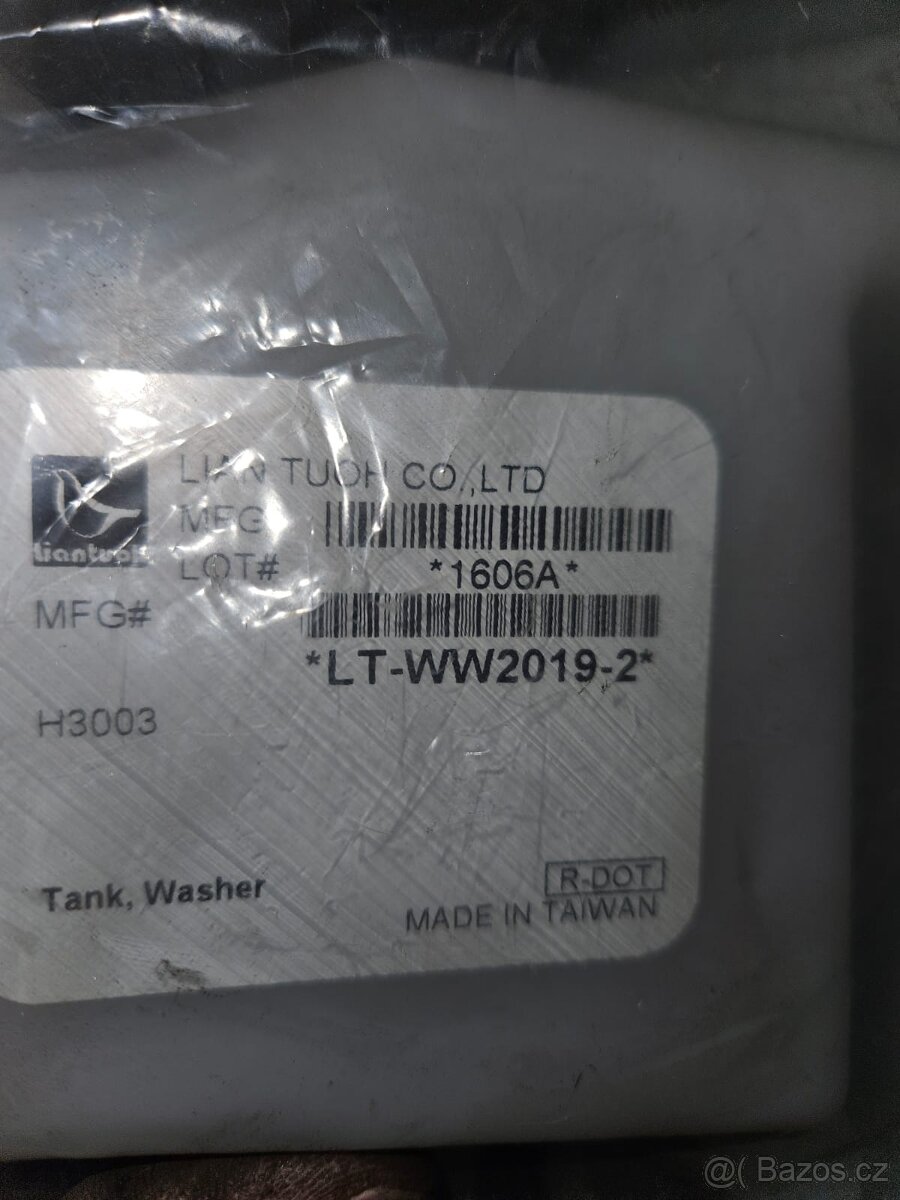 LIAN TUOH CO.,LTD
liantuoh
MFG
LOT#
*1606A*
MFG#
*LT-WW2019-2*
H3003
Tank, Washer
R-DOT
MADE IN TAIWAN
@( Bazos.cz